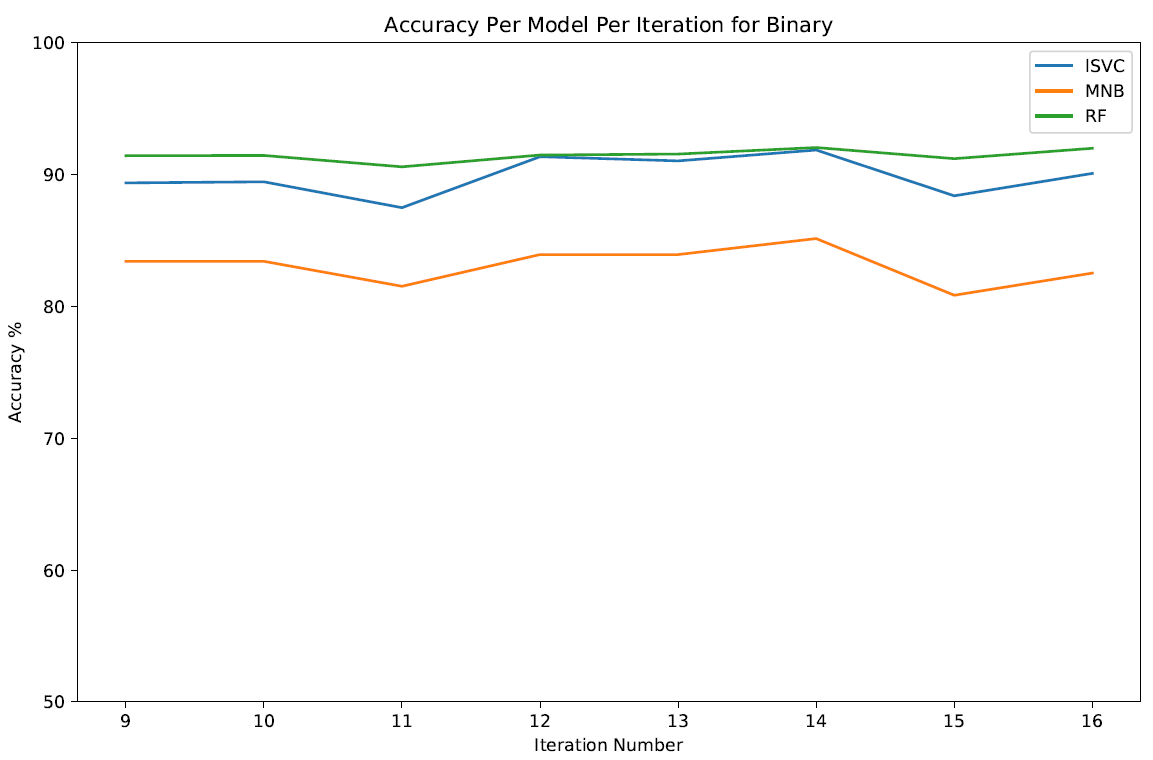 Accuracy Per Model Per Iteration for Binary
100
90
80
70
60
50
Accuracy %
lSVC
MNB
RF
9 10 11 12 13 14 15 16
Iteration Number